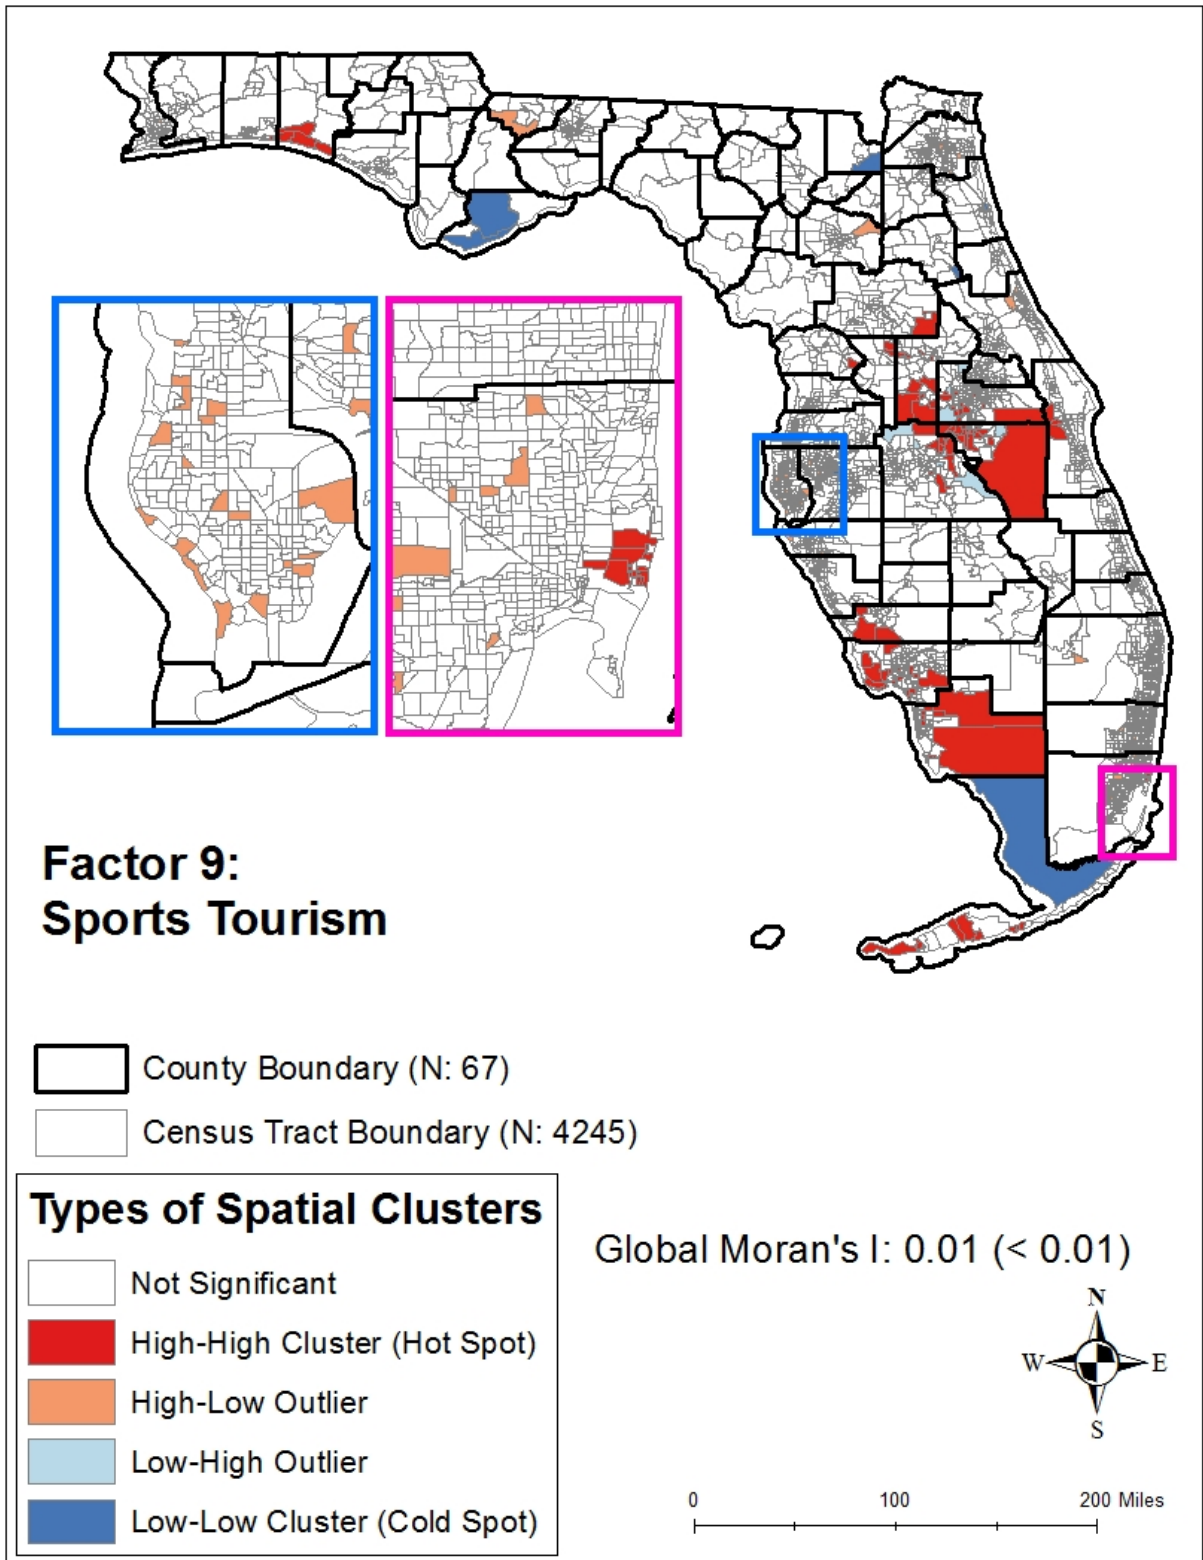 Factor 9:
Sports Tourism
County Boundary (N: 67)
Census Tract Boundary (N: 4245)
Types of Spatial Clusters
Not Significant
High-High Cluster (Hot Spot)
High-Low Outlier
Low-High Outlier
Low-Low Cluster (Cold Spot)
Global Moran's I: 0.01 (< 0.01)
N
W E
S
0 100 200 Miles